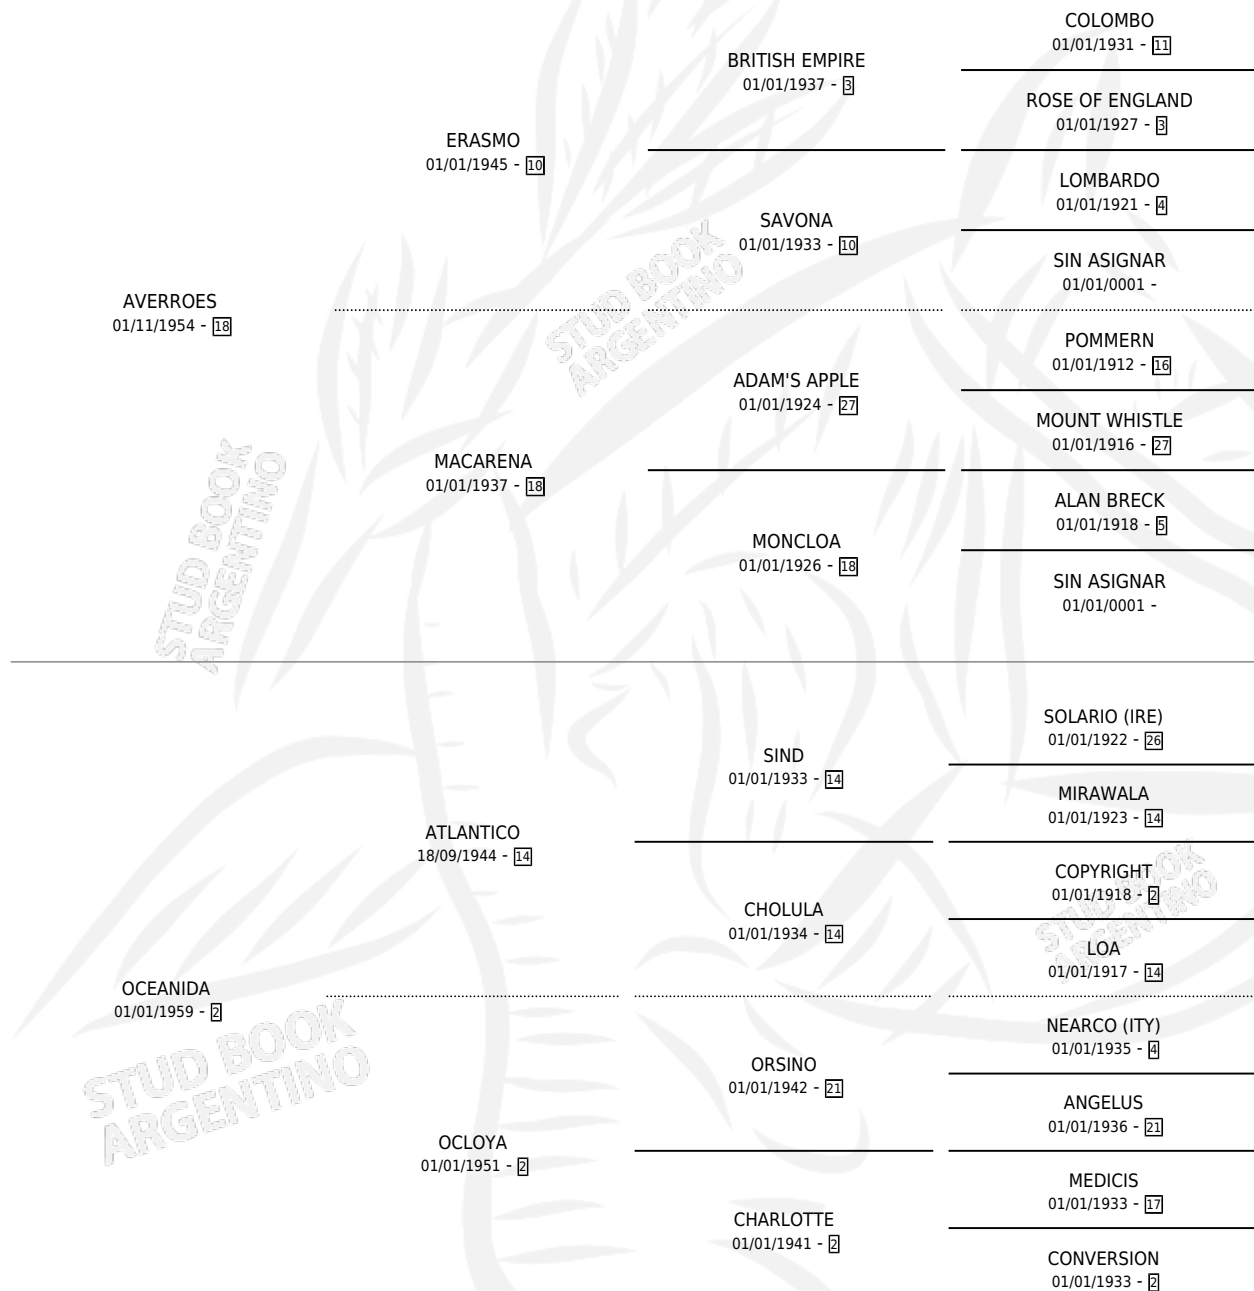 COLOMBO
01/01/1931 - 11
BRITISH EMPIRE
01/01/1937 - 3
ROSE OF ENGLAND
01/01/1927 - 3
ERASMO
01/01/1945 - 10
LOMBARDO
01/01/1921 - 4
SAVONA
01/01/1933 - 10
SIN ASIGNAR
01/01/0001 -
AVERROES
01/11/1954 - 18
POMMERN
01/01/1912 - 16
ADAM'S APPLE
01/01/1924 - 27
MOUNT WHISTLE
01/01/1916 - 27
MACARENA
01/01/1937 - 18
ALAN BRECK
01/01/1918 - 5
MONCLOA
01/01/1926 - 18
SIN ASIGNAR
01/01/0001 -
SOLARIO (IRE)
01/01/1922 - 26
SIND
01/01/1933 - 14
MIRAWALA
01/01/1923 - 14
ATLANTICO
18/09/1944 - 14
COPYRIGHT
01/01/1918 - 2
CHOLULA
01/01/1934 - 14
LOA
01/01/1917 - 14
OCEANIDA
01/01/1959 - 2
NEARCO (ITY)
01/01/1935 - 4
ORSINO
01/01/1942 - 21
ANGELUS
01/01/1936 - 21
OCLOYA
01/01/1951 - 2
MEDICIS
01/01/1933 - 17
CHARLOTTE
01/01/1941 - 2
CONVERSION
01/01/1933 - 2
STUD BOOK
ARGENTINO
STUD BOOK
ARGENTINO
STUD BOOK
ARGENTINO
STUD BOOK
ARGENTINO